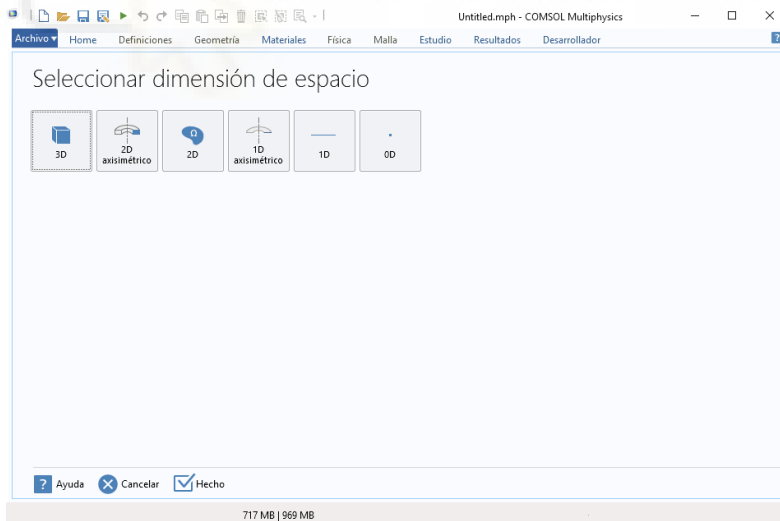 Untitled.mph - COMSOL Multiphysics
Archivo Home Definiciones Geometría Materiales Física Malla Estudio Resultados Desarrollador ?
Seleccionar dimensión de espacio
3D
2D
axisimétrico
Ω
2D
1D
axisimétrico
1D
0D
? Ayuda Cancelar Hecho
717 MB | 969 MB